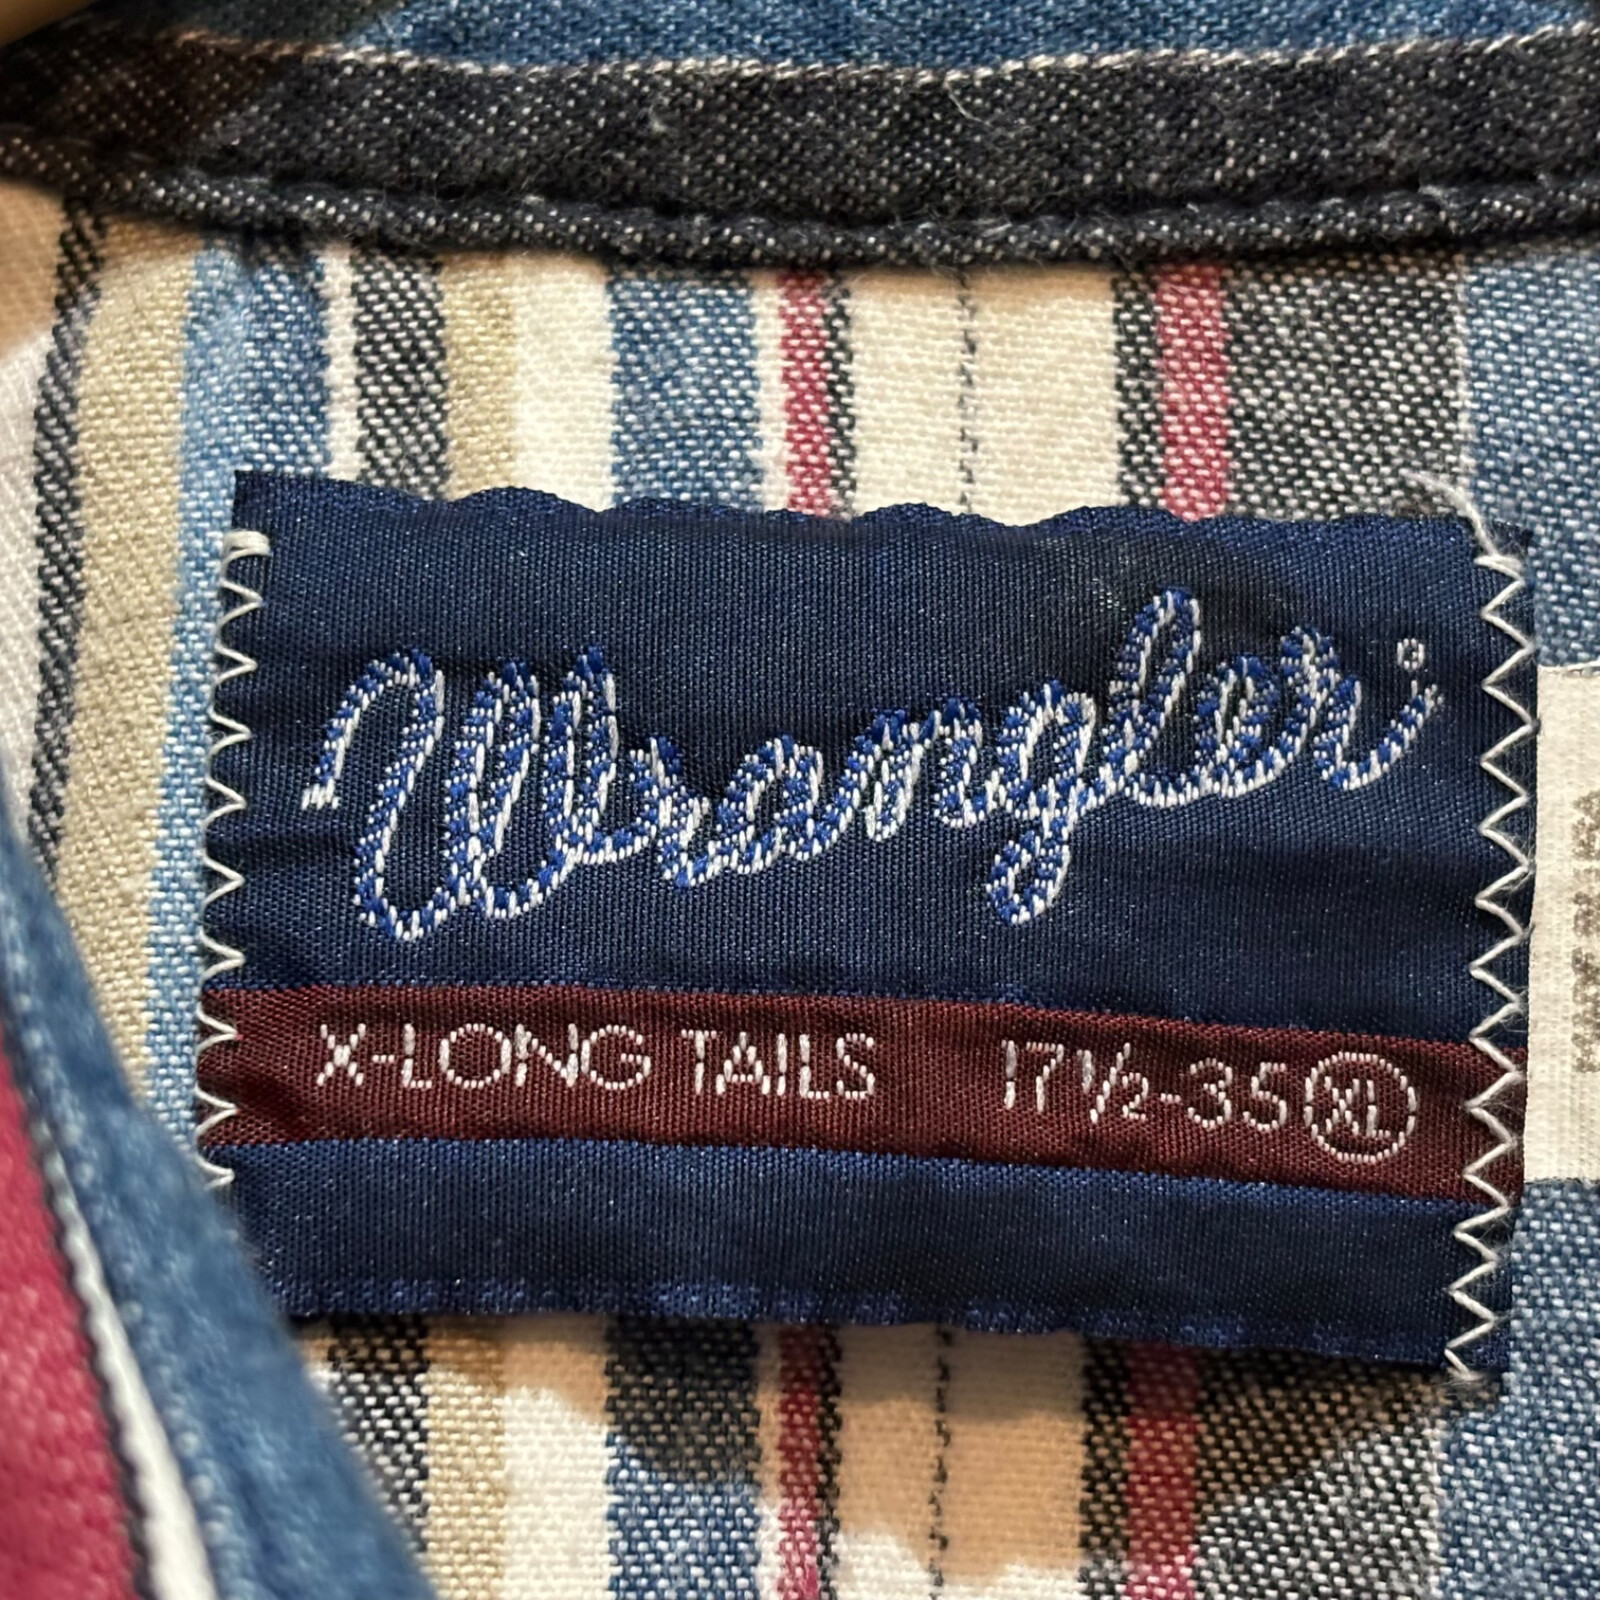 Wrangler
X-LONG TAILS 17½-35 XL